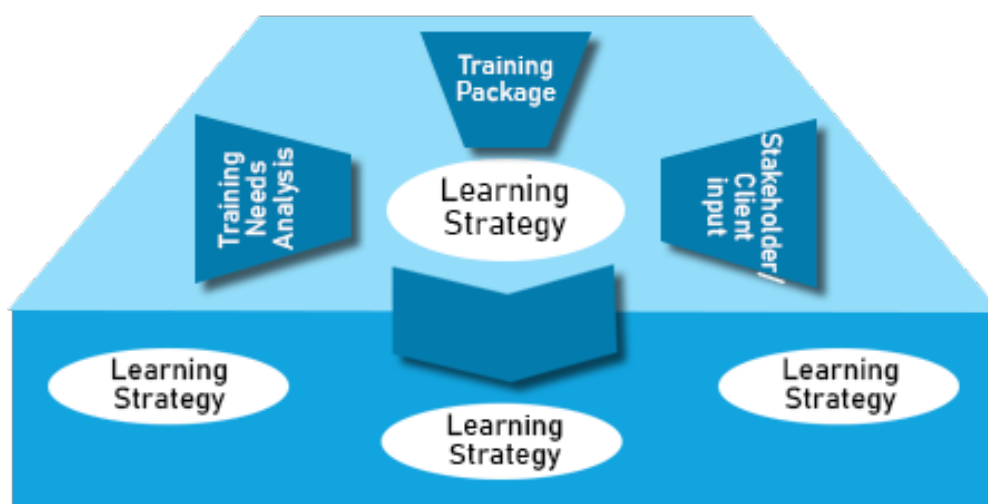 Training
Package
Training
Needs
Analysis
Learning
Strategy
Stakeholder/
Client
input
Learning
Strategy
Learning
Strategy
Learning
Strategy